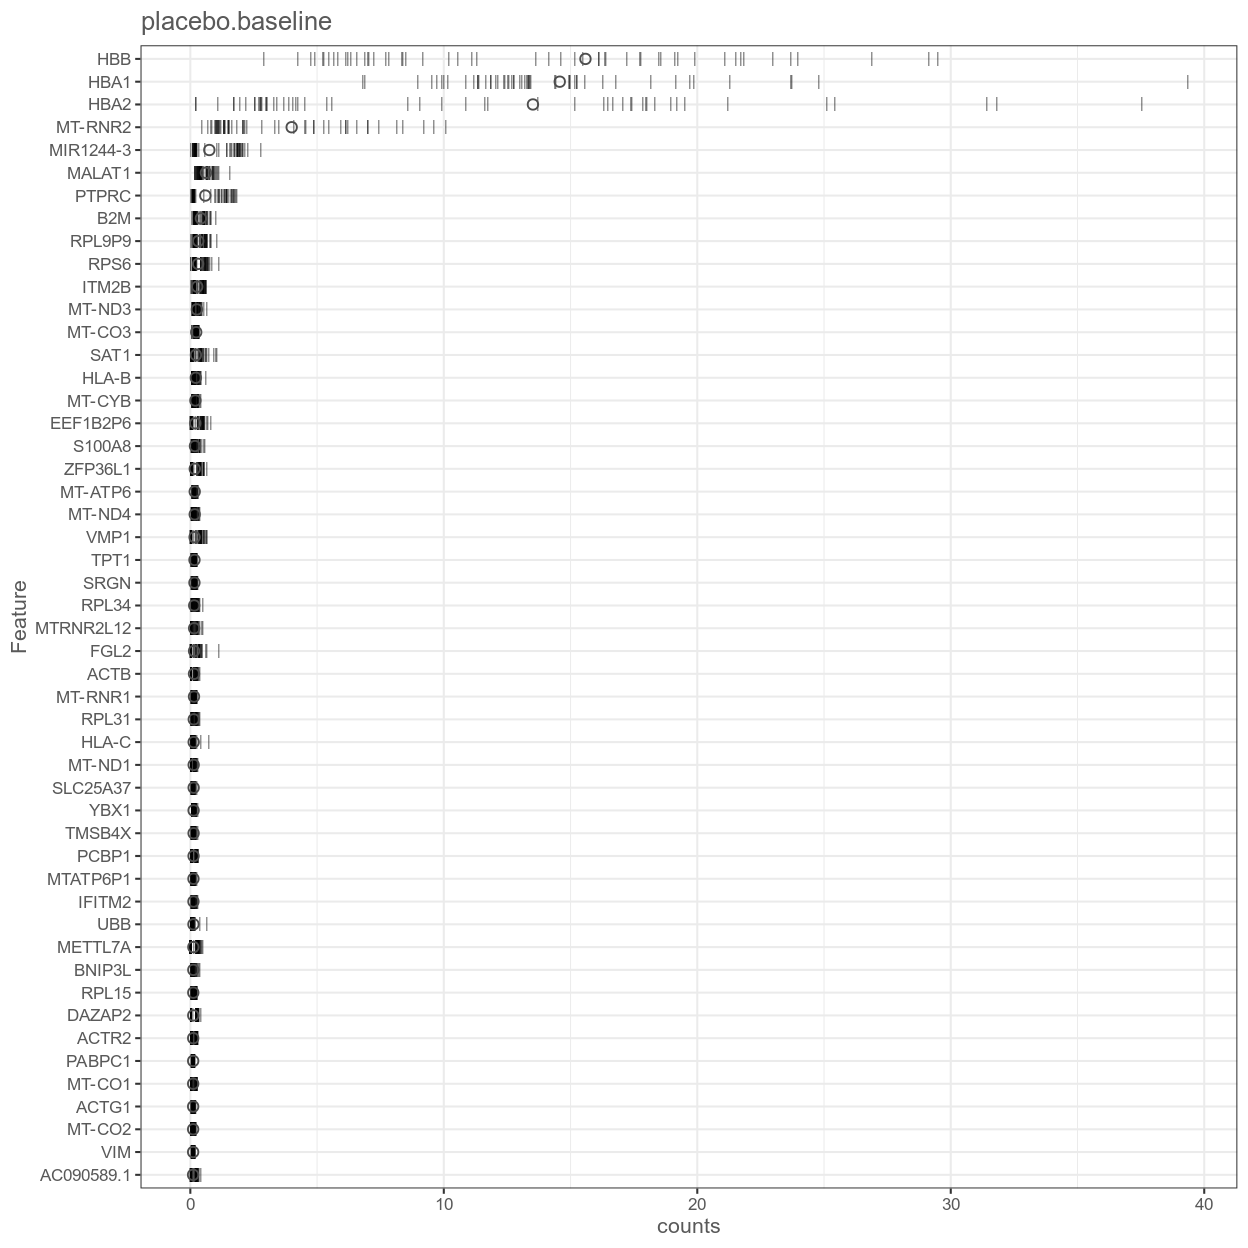 placebo.baseline
HBB
HBA1
HBA2
MT-RNR2
MIR1244-3
MALAT1
PTPRC
B2M
RPL9P9
RPS6
ITM2B
MT-ND3
MT-CO3
SAT1
HLA-B
MT-CYB
EEF1B2P6
S100A8
ZFP36L1
MT-ATP6
MT-ND4
VMP1
TPT1
SRGN
RPL34
MTRNR2L12
FGL2
ACTB
MT-RNR1
RPL31
HLA-C
MT-ND1
SLC25A37
YBX1
TMSB4X
PCBP1
MTATP6P1
IFITM2
UBB
METTL7A
BNIP3L
RPL15
DAZAP2
ACTR2
PABPC1
MT-CO1
ACTG1
MT-CO2
VIM
AC090589.1
Feature
0 10 20 30 40
counts